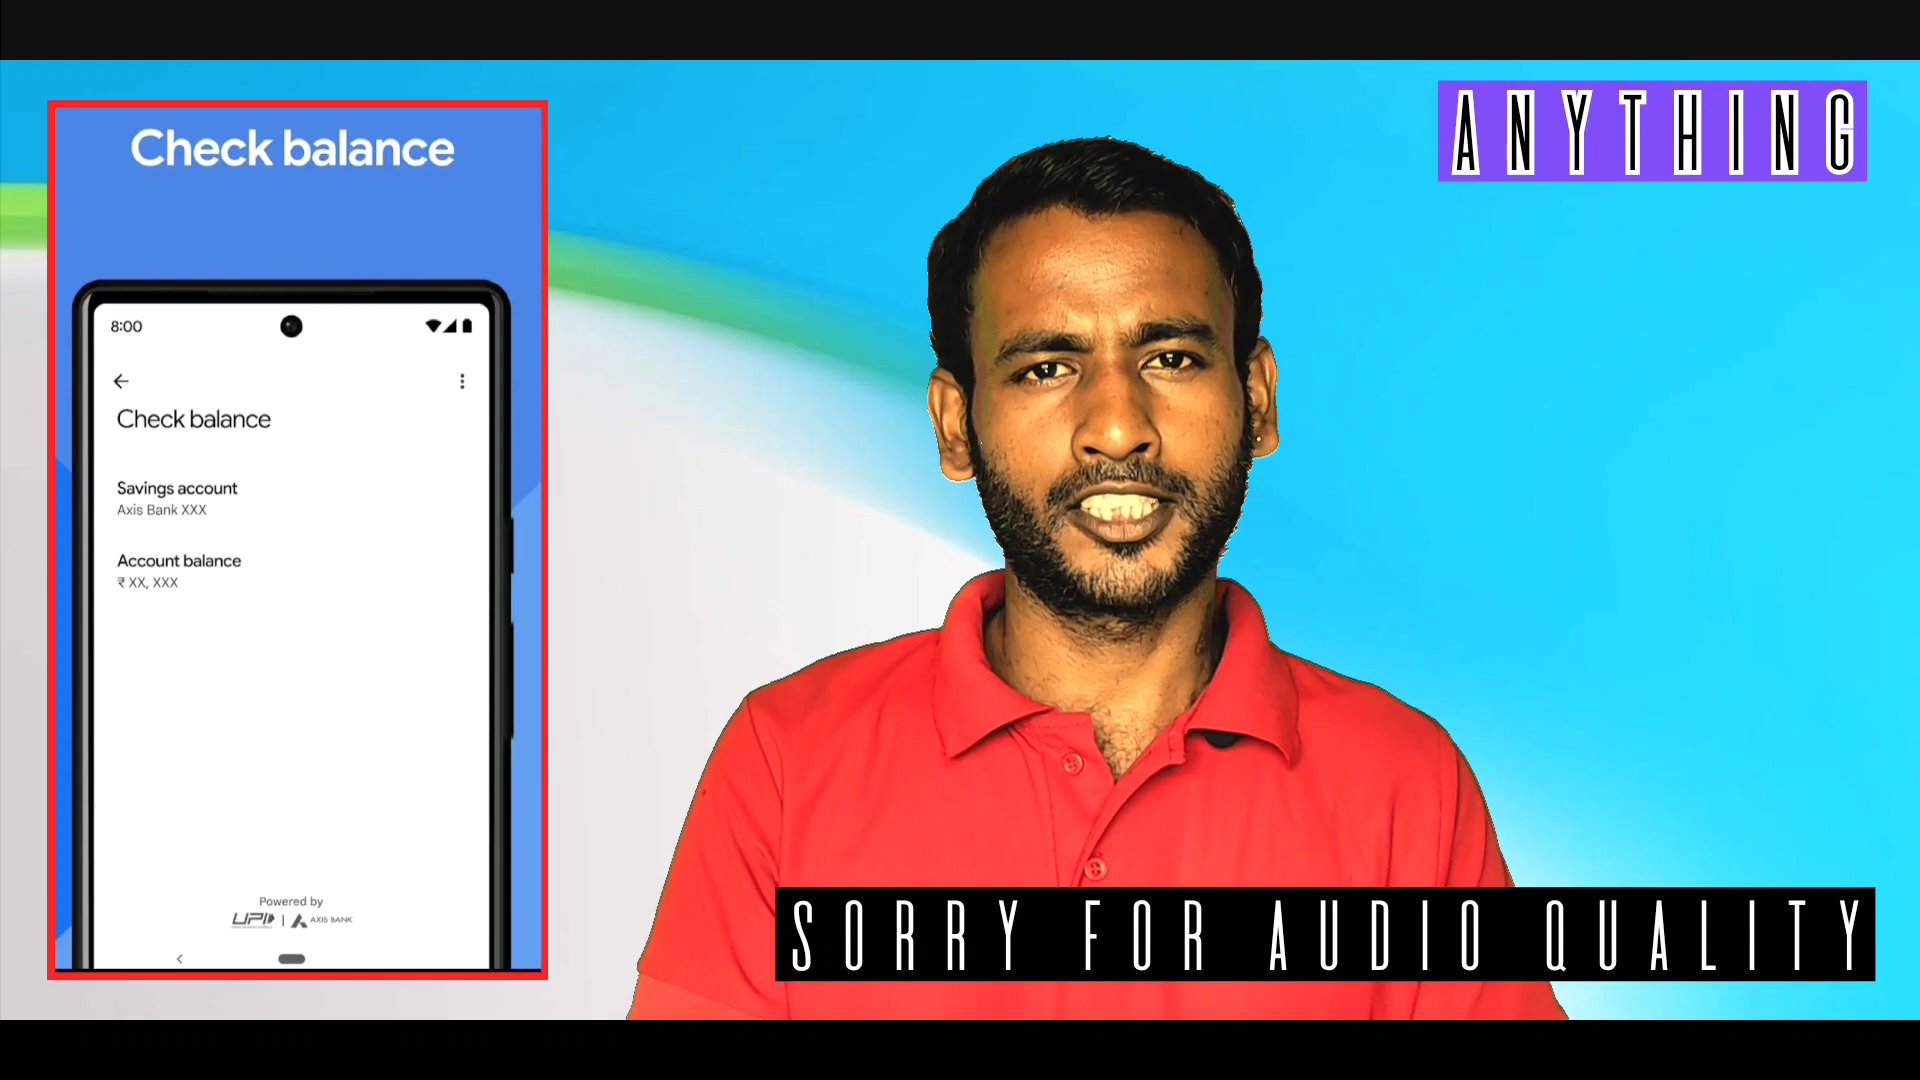 Check balance
ANYTHING
8:00
Check balance
Savings account
Axis Bank XXX
Account balance
₹ XX, XXX
Powered by
UPI | AXIS BANK
SORRY FOR AUDIO QUALITY